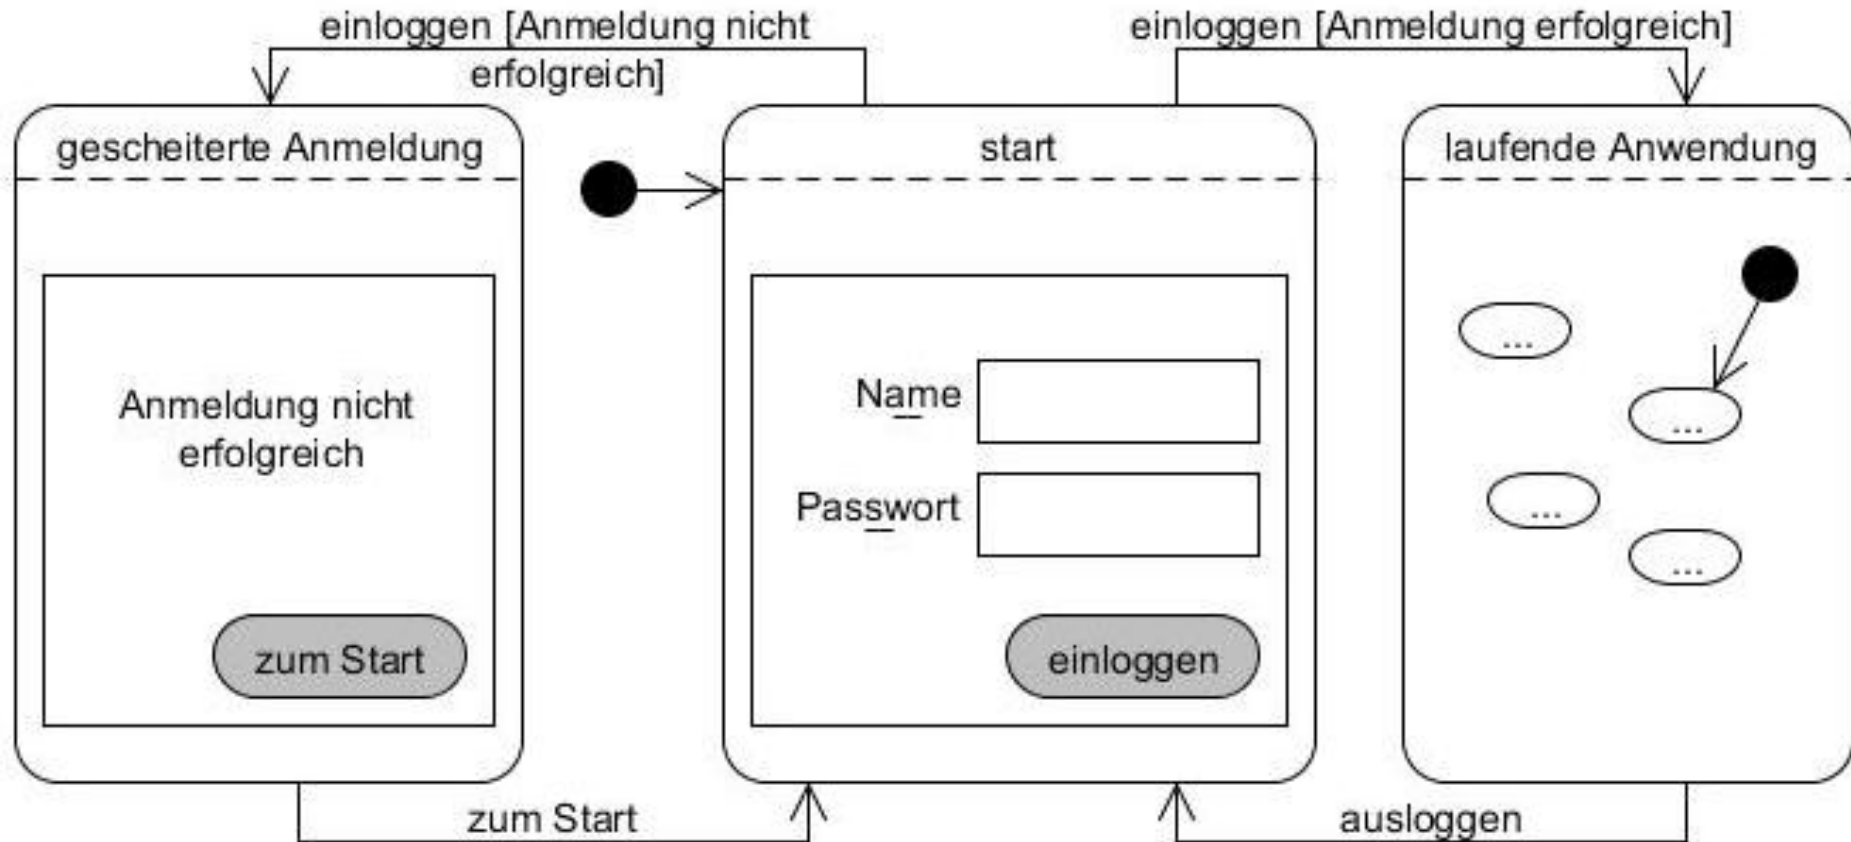 einloggen [Anmeldung nicht
erfolgreich]
einloggen [Anmeldung erfolgreich]
gescheiterte Anmeldung
Anmeldung nicht
erfolgreich
zum Start
start
Name
Passwort
einloggen
laufende Anwendung
...
...
...
...
zum Start
ausloggen